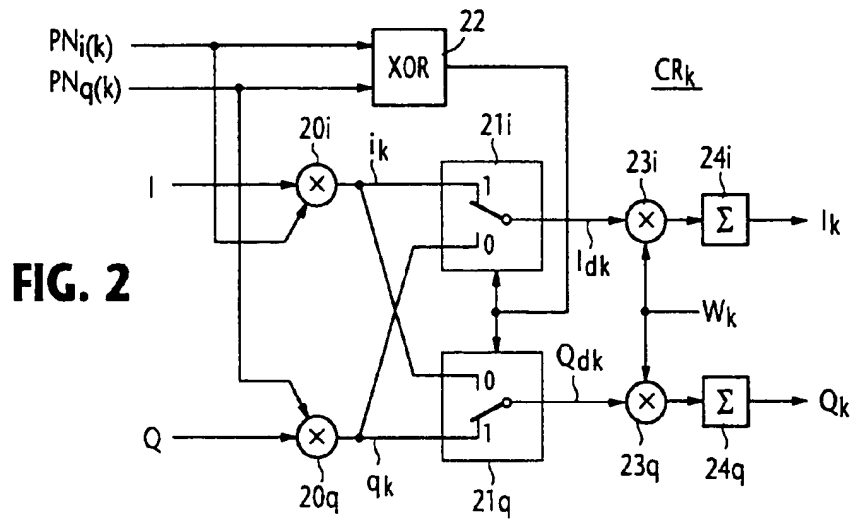 PNi(k)
PNq(k)
XOR
22
CRk
20i
ik
21i
23i
24i
I
×
1
0
Idk
×
Σ
Ik
FIG. 2
Wk
Qdk
Q
×
0
1
×
Σ
Qk
20q
qk
21q
23q
24q